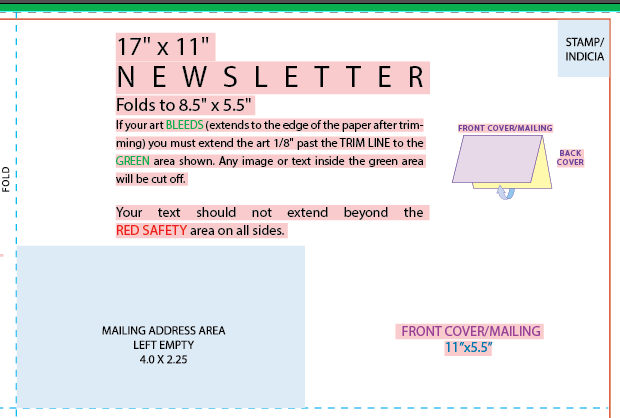 17" x 11"
NEWSLETTER
Folds to 8.5" x 5.5"
If your art BLEEDS (extends to the edge of the paper after trim-
ming) you must extend the art 1/8" past the TRIM LINE to the
GREEN area shown. Any image or text inside the green area
will be cut off.
Your text should not extend beyond the
RED SAFETY area on all sides.
STAMP/
INDICIA
FRONT COVER/MAILING
BACK
COVER
FOLD
MAILING ADDRESS AREA
LEFT EMPTY
4.0 X 2.25
FRONT COVER/MAILING
11”x5.5”